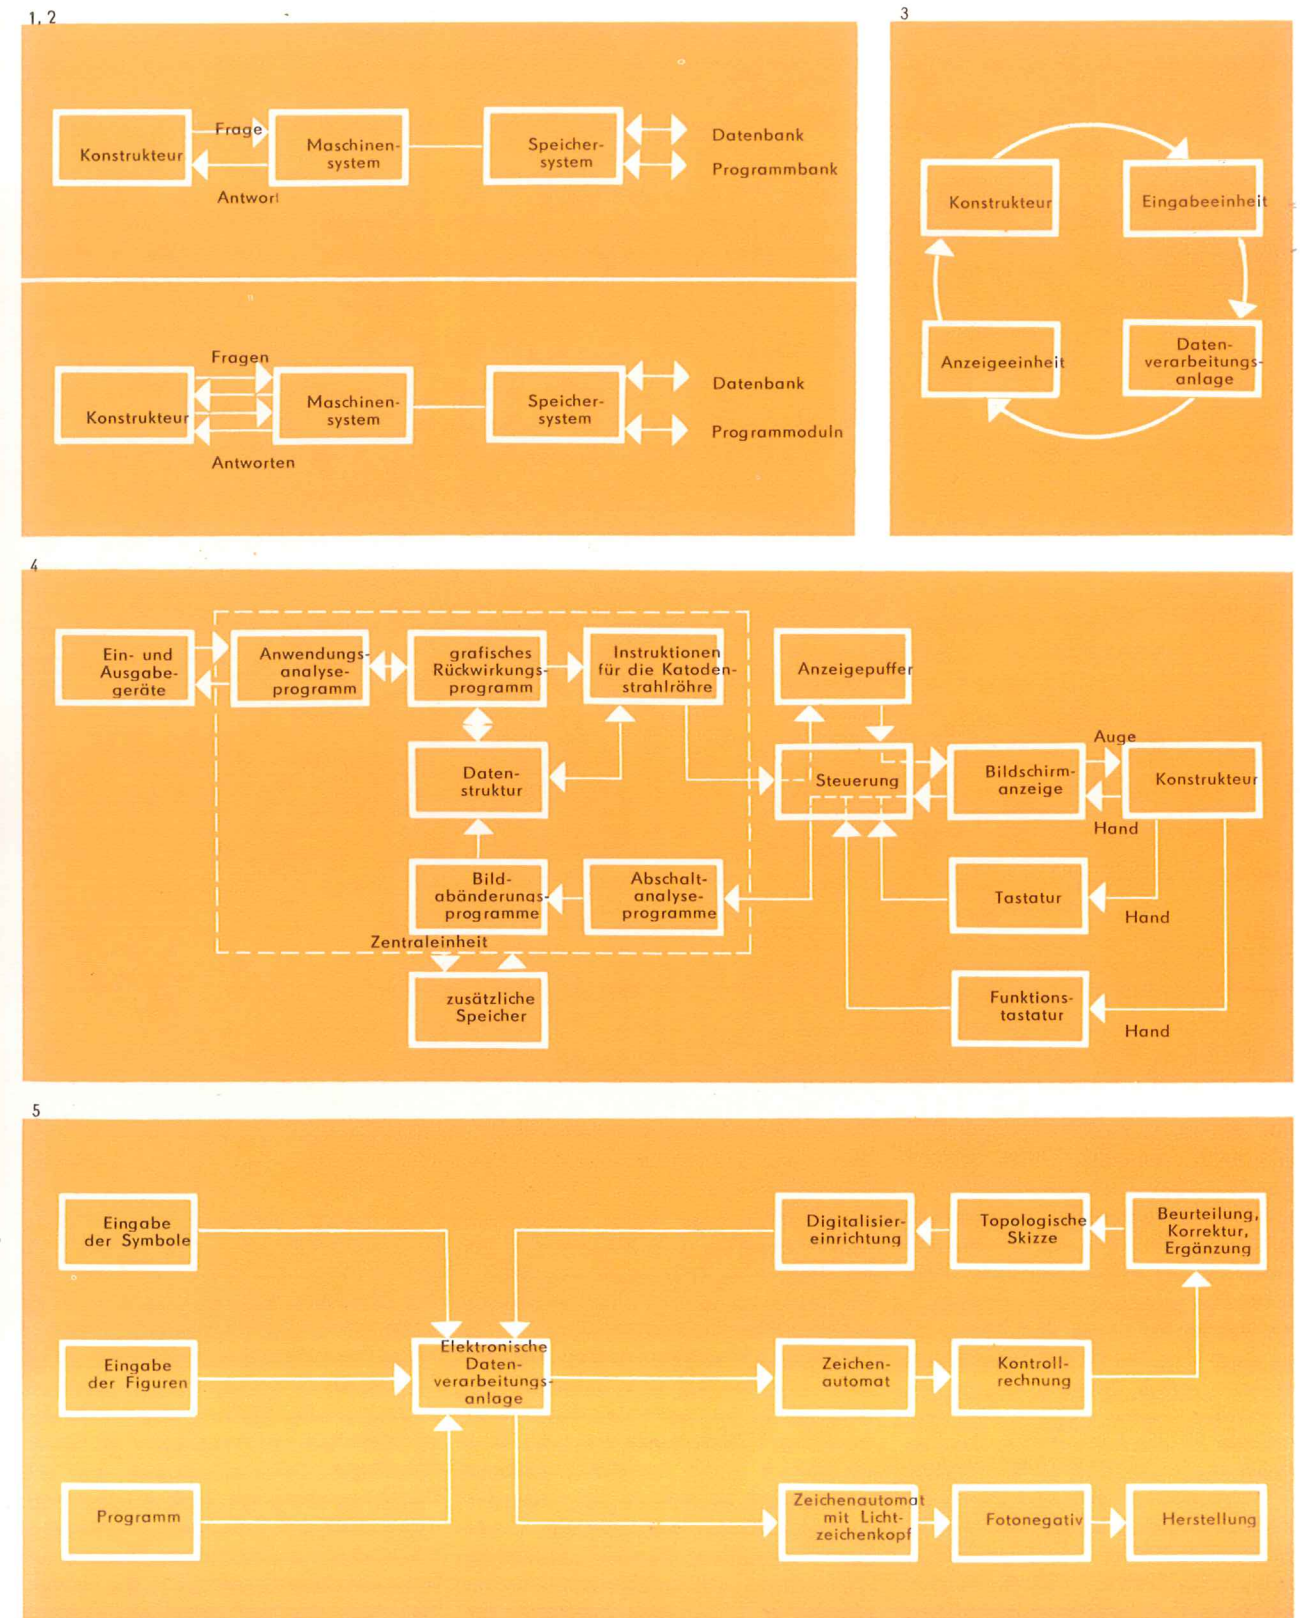 1, 2
Frage
Konstrukteur
Maschinen-
system
Speicher-
system
Datenbank
Programmbank
Antwort
Fragen
Konstrukteur
Maschinen-
system
Speicher-
system
Datenbank
Programmoduln
Antworten
3
Konstrukteur
Eingabeeinheit
Anzeigeeinheit
Daten-
verarbeitungs-
anlage
4
Ein- und
Ausgabe-
geräte
Anwendungs-
analyse-
programm
grafisches
Rückwirkungs-
programm
Instruktionen
für die Katoden-
strahlröhre
Anzeigepuffer
Daten-
struktur
Steuerung
Bildschirm-
anzeige
Auge
Hand
Konstrukteur
Bild-
abänderungs-
programme
Abschalt-
analyse-
programme
Tastatur
Hand
Zentraleinheit
zusätzliche
Speicher
Funktions-
tastatur
Hand
5
Eingabe
der Symbole
Digitalisier-
einrichtung
Topologische
Skizze
Beurteilung,
Korrektur,
Ergänzung
Eingabe
der Figuren
Elektronische
Daten-
verarbeitungs-
anlage
Zeichen-
automat
Kontroll-
rechnung
Programm
Zeichenautomat
mit Licht-
zeichenkopf
Fotonegativ
Herstellung